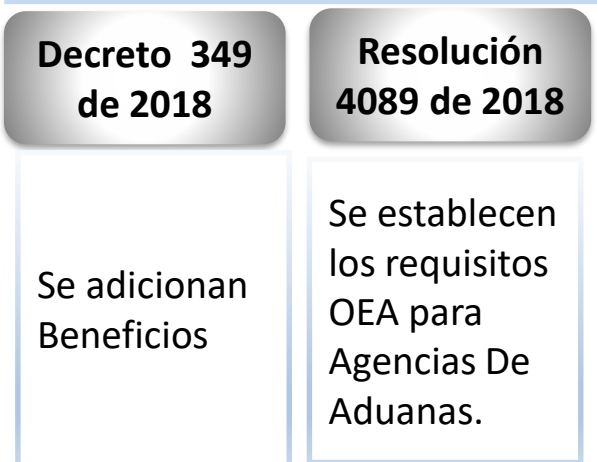 Decreto 349
de 2018
Resolución
4089 de 2018
Se adicionan
Beneficios
Se establecen
los requisitos
OEA para
Agencias De
Aduanas.